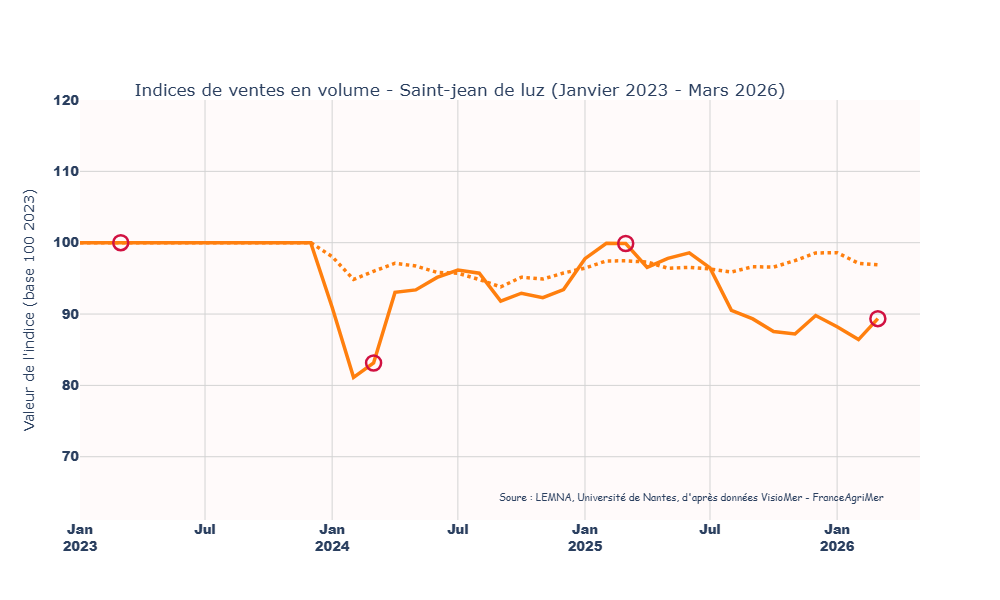 Indices de ventes en volume - Saint-jean de luz (Janvier 2023 - Mars 2026)
Valeur de l'indice (base 100 2023)
120
110
100
90
80
70
Soure : LEMNA, Université de Nantes, d'après données VisioMer - FranceAgriMer
Jan Jul Jan Jul Jan Jul Jan
2023 2024 2025 2026